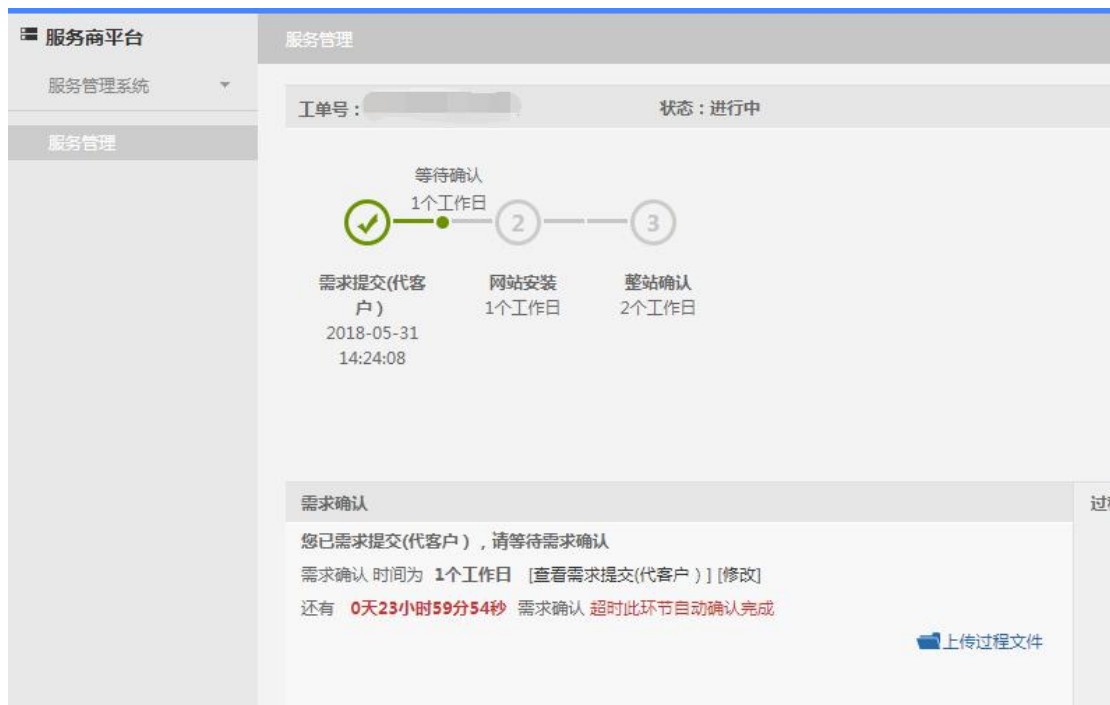 服务商平台
服务管理系统
服务管理
服务管理
工单号：
状态：进行中
等待确认
1个工作日
2
3
需求提交(代客户）
2018-05-31
14:24:08
网站安装
1个工作日
整站确认
2个工作日
需求确认
您已需求提交(代客户），请等待需求确认
需求确认 时间为 1个工作日 [查看需求提交(代客户）] [修改]
还有 0天23小时59分54秒 需求确认 超时此环节自动确认完成
上传过程文件
过